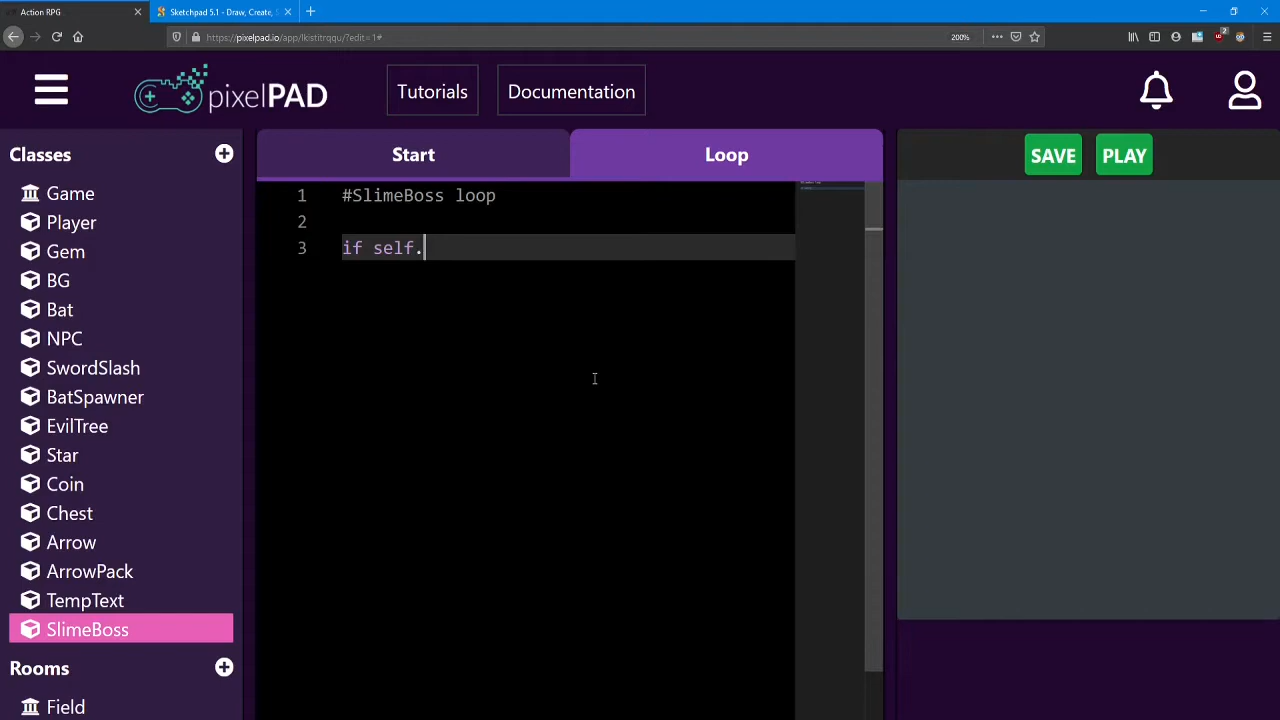 Action RPG
Sketchpad 5.1 - Draw, Create, S
https://pixelpad.io/app/lkistitrqqu/?edit=1#
200%
2
pixelPAD
Tutorials
Documentation
Classes
Start
Loop
SAVE
PLAY
Game
Player
Gem
BG
Bat
NPC
SwordSlash
BatSpawner
EvilTree
Star
Coin
Chest
Arrow
ArrowPack
TempText
SlimeBoss
Rooms
Field
1 #SlimeBoss loop
2
3 if self.